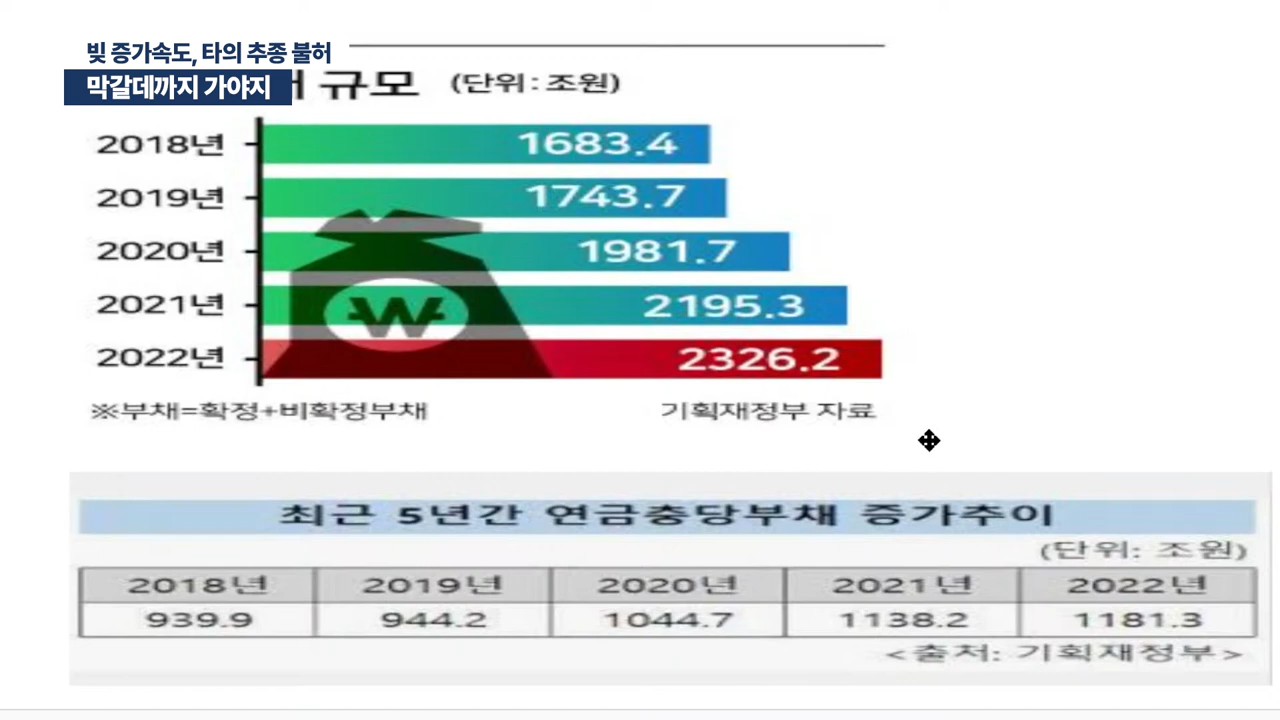 빚 증가속도, 타의 추종 불허
막갈데까지 가야지
규모 (단위:조원)
2018년 1683.4
2019년 1743.7
2020년 1981.7
2021년 2195.3
2022년 2326.2
※부채=확정+비확정부채 기획재정부 자료
최근 5년간 연금충당부채 증가추이
(단위: 조원)
2018년 2019년 2020년 2021년 2022년
939.9 944.2 1044.7 1138.2 1181.3
<출처: 기획재정부>